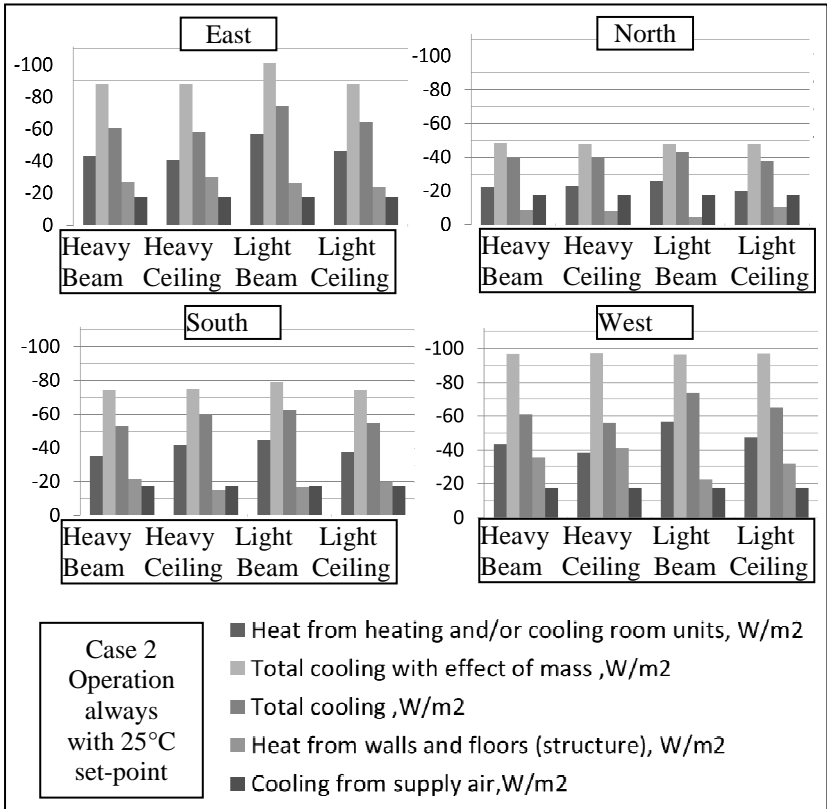 East
-100
-80
-60
-40
-20
0
Heavy Heavy Light Light
Beam Ceiling Beam Ceiling
North
-100
-80
-60
-40
-20
0
Heavy Heavy Light Light
Beam Ceiling Beam Ceiling
South
-100
-80
-60
-40
-20
0
Heavy Heavy Light Light
Beam Ceiling Beam Ceiling
West
-100
-80
-60
-40
-20
0
Heavy Heavy Light Light
Beam Ceiling Beam Ceiling
Case 2
Operation
always
with 25°C
set-point
Heat from heating and/or cooling room units, W/m2
Total cooling with effect of mass ,W/m2
Total cooling ,W/m2
Heat from walls and floors (structure), W/m2
Cooling from supply air,W/m2